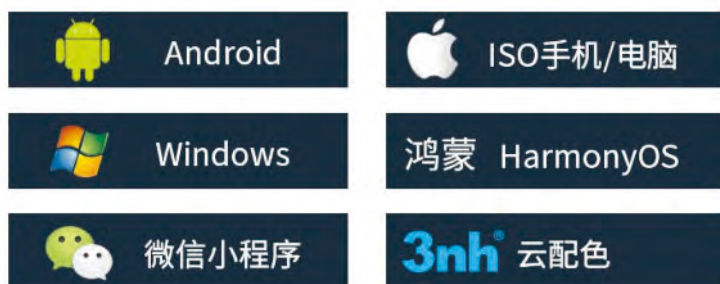 Android
ISO手机/电脑
Windows
鸿蒙 HarmonyOS
微信小程序
3nh® 云配色